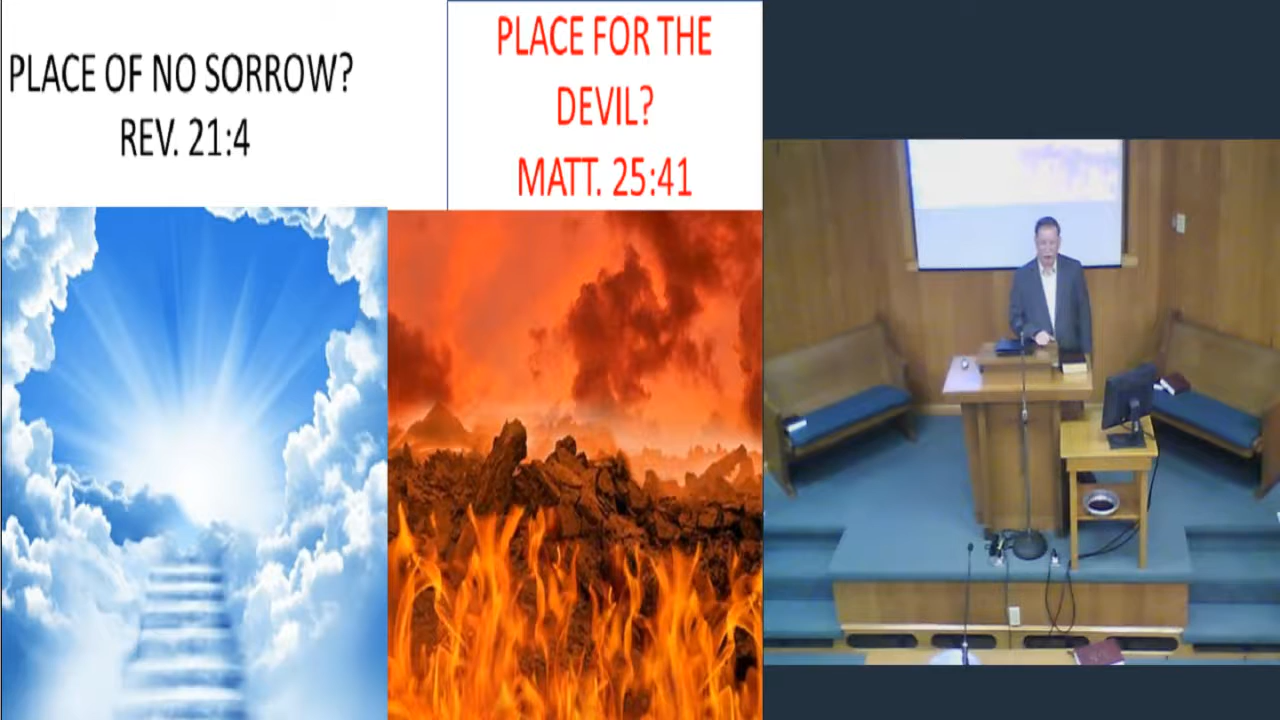 PLACE OF NO SORROW?
REV. 21:4
PLACE FOR THE
DEVIL?
MATT. 25:41